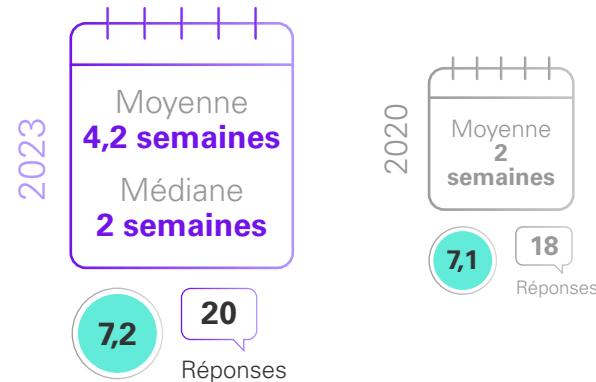 2023
Moyenne
4,2 semaines
Médiane
2 semaines
7,2
20
Réponses
2020
Moyenne
2
semaines
7,1
18
Réponses